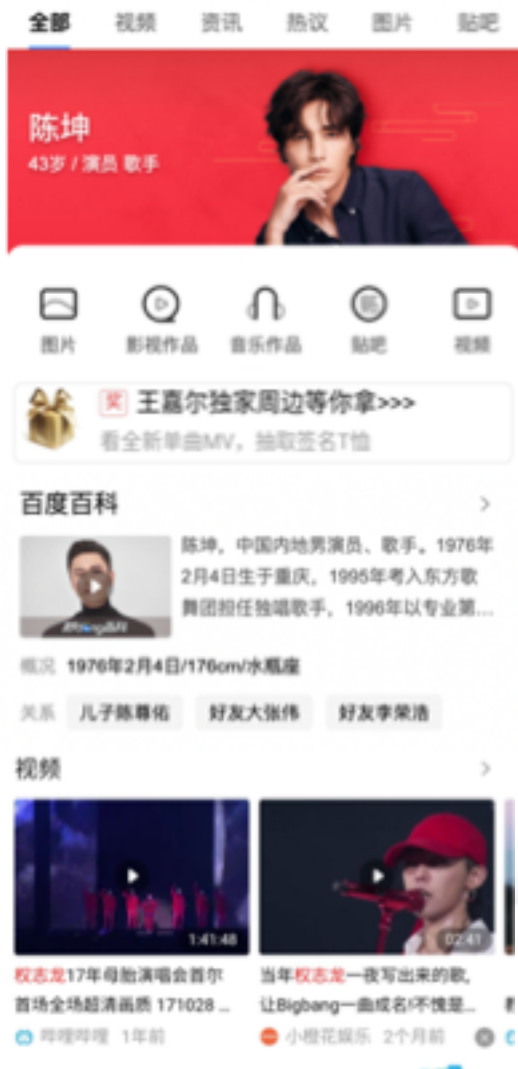 全部 视频 资讯 热议 图片 贴吧
陈坤
43岁 / 演员 歌手
图片 影视作品 音乐作品 贴吧 视频
奖 王嘉尔独家周边等你拿>>>
看全新单曲MV，抽取签名T恤
百度百科
陈坤，中国内地男演员、歌手。1976年
2月4日生于重庆，1995年考入东方歌
舞团担任独唱歌手，1996年以专业第...
概况 1976年2月4日/176cm/水瓶座
关系 儿子陈尊佑 好友大张伟 好友李荣浩
视频
1:41:48
02:41
权志龙17年母胎演唱会首尔
首场全场超清画质 171028 ...
哔哩哔哩 1年前
当年权志龙一夜写出来的歌,
让Bigbang一曲成名!不愧是...
小橙花娱乐 2个月前